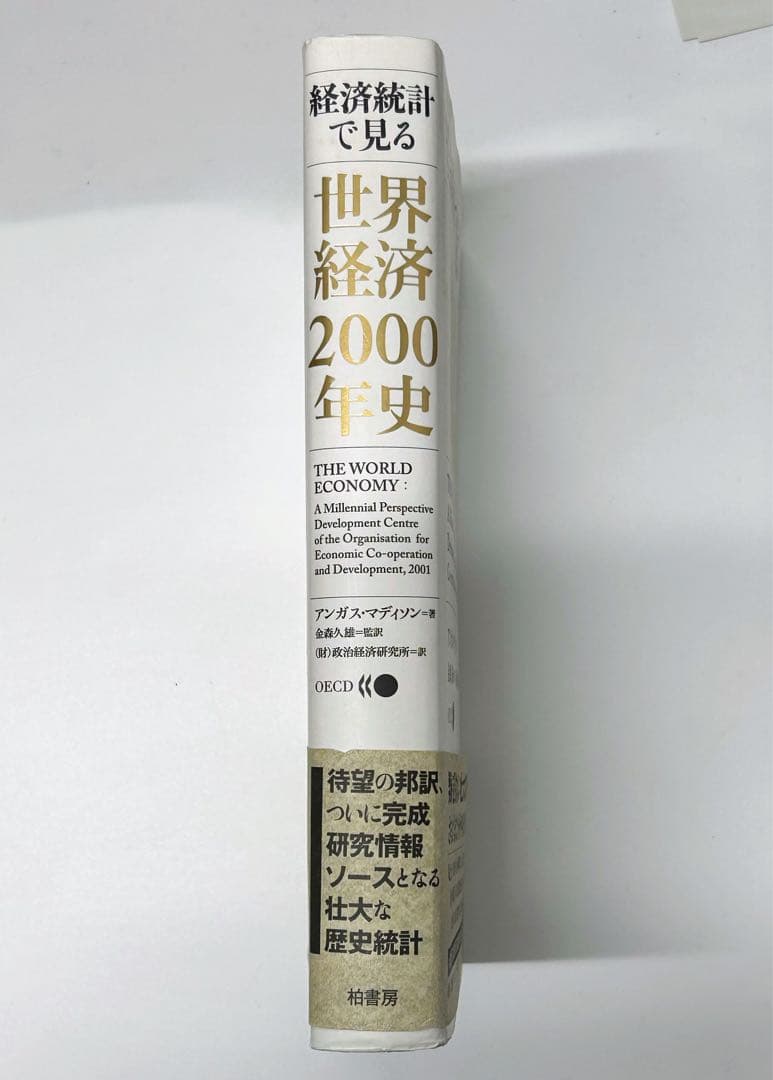 経済統計
で見る
世界
経済
2000
年史
THE WORLD
ECONOMY :
A Millennial Perspective
Development Centre
of the Organisation for
Economic Co-operation
and Development, 2001
アンガス・マディソン=著
金森久雄=監訳
(財)政治経済研究所=訳
OECD
待望の邦訳、
ついに完成
研究情報
ソースとなる
壮大な
歴史統計
柏書房